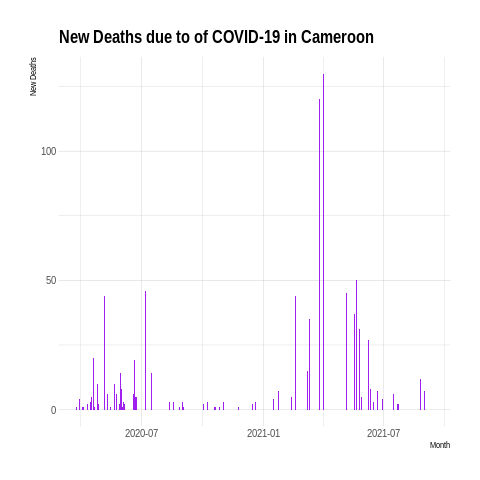 New Deaths due to of COVID-19 in Cameroon
New Deaths
100
50
0
2020-07 2021-01 2021-07
Month